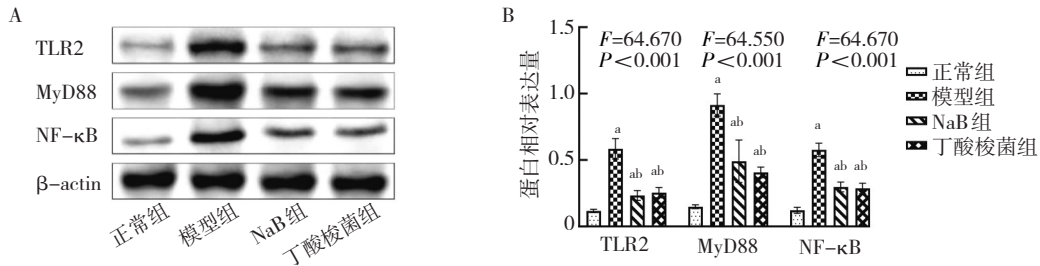 A
TLR2
MyD88
NF-κB
β-actin
正常组
模型组
NaB组
丁酸梭菌组
B
蛋白相对表达量
1.5
1.0
0.5
0
F=64.670
P<0.001
F=64.550
P<0.001
F=64.670
P<0.001
a
ab
ab
a
ab
ab
a
ab
ab
TLR2
MyD88
NF-κB
正常组
模型组
NaB组
丁酸梭菌组